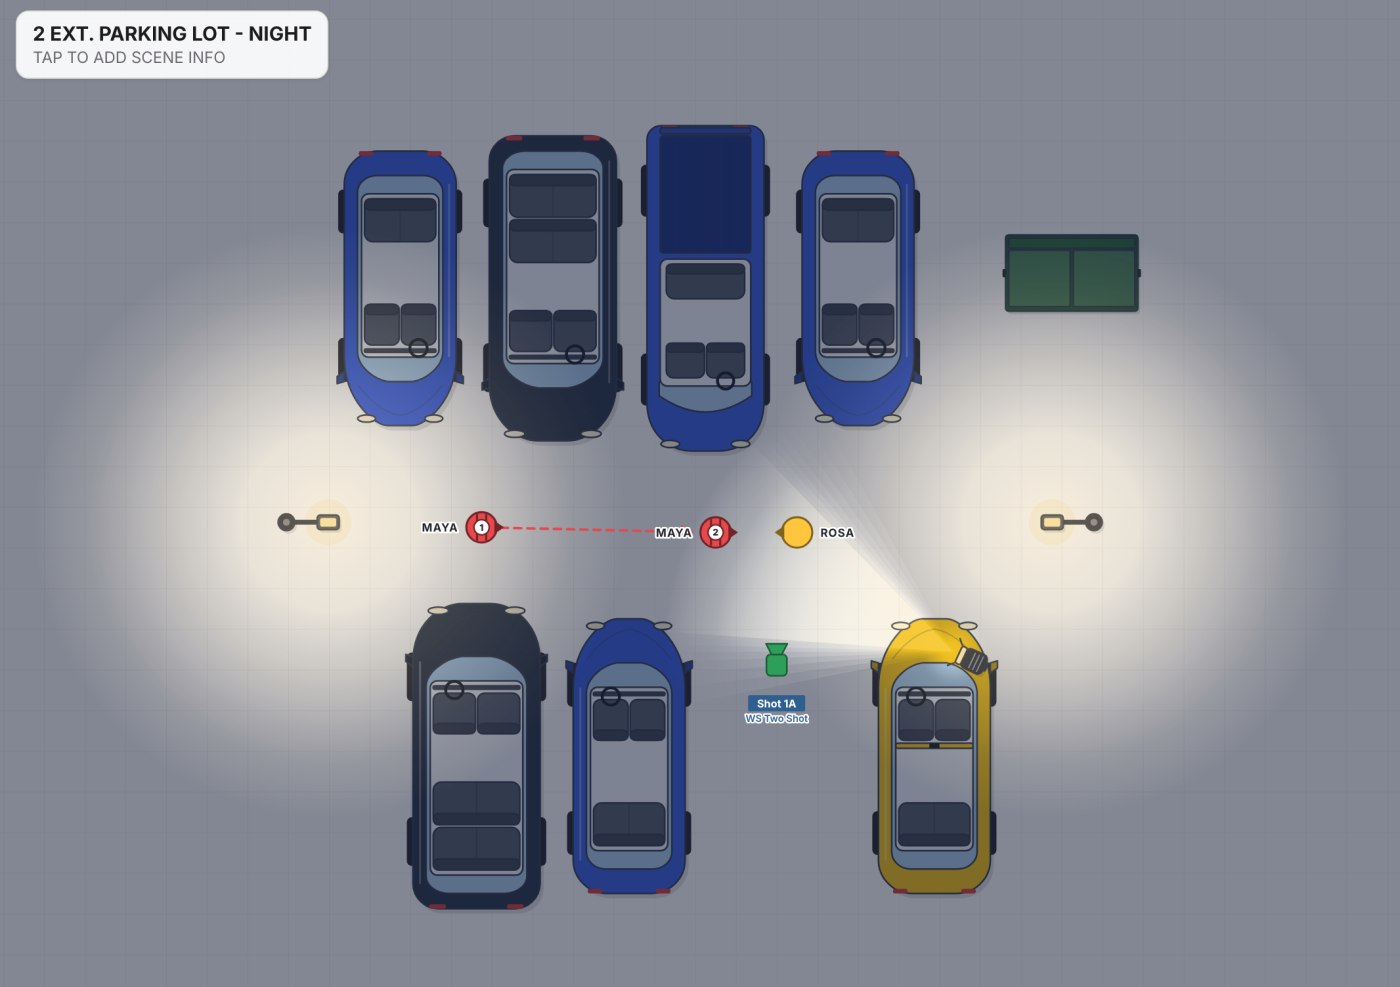 2 EXT. PARKING LOT - NIGHT
TAP TO ADD SCENE INFO
MAYA 1
MAYA 2
ROSA
Shot 1A
WS Two Shot